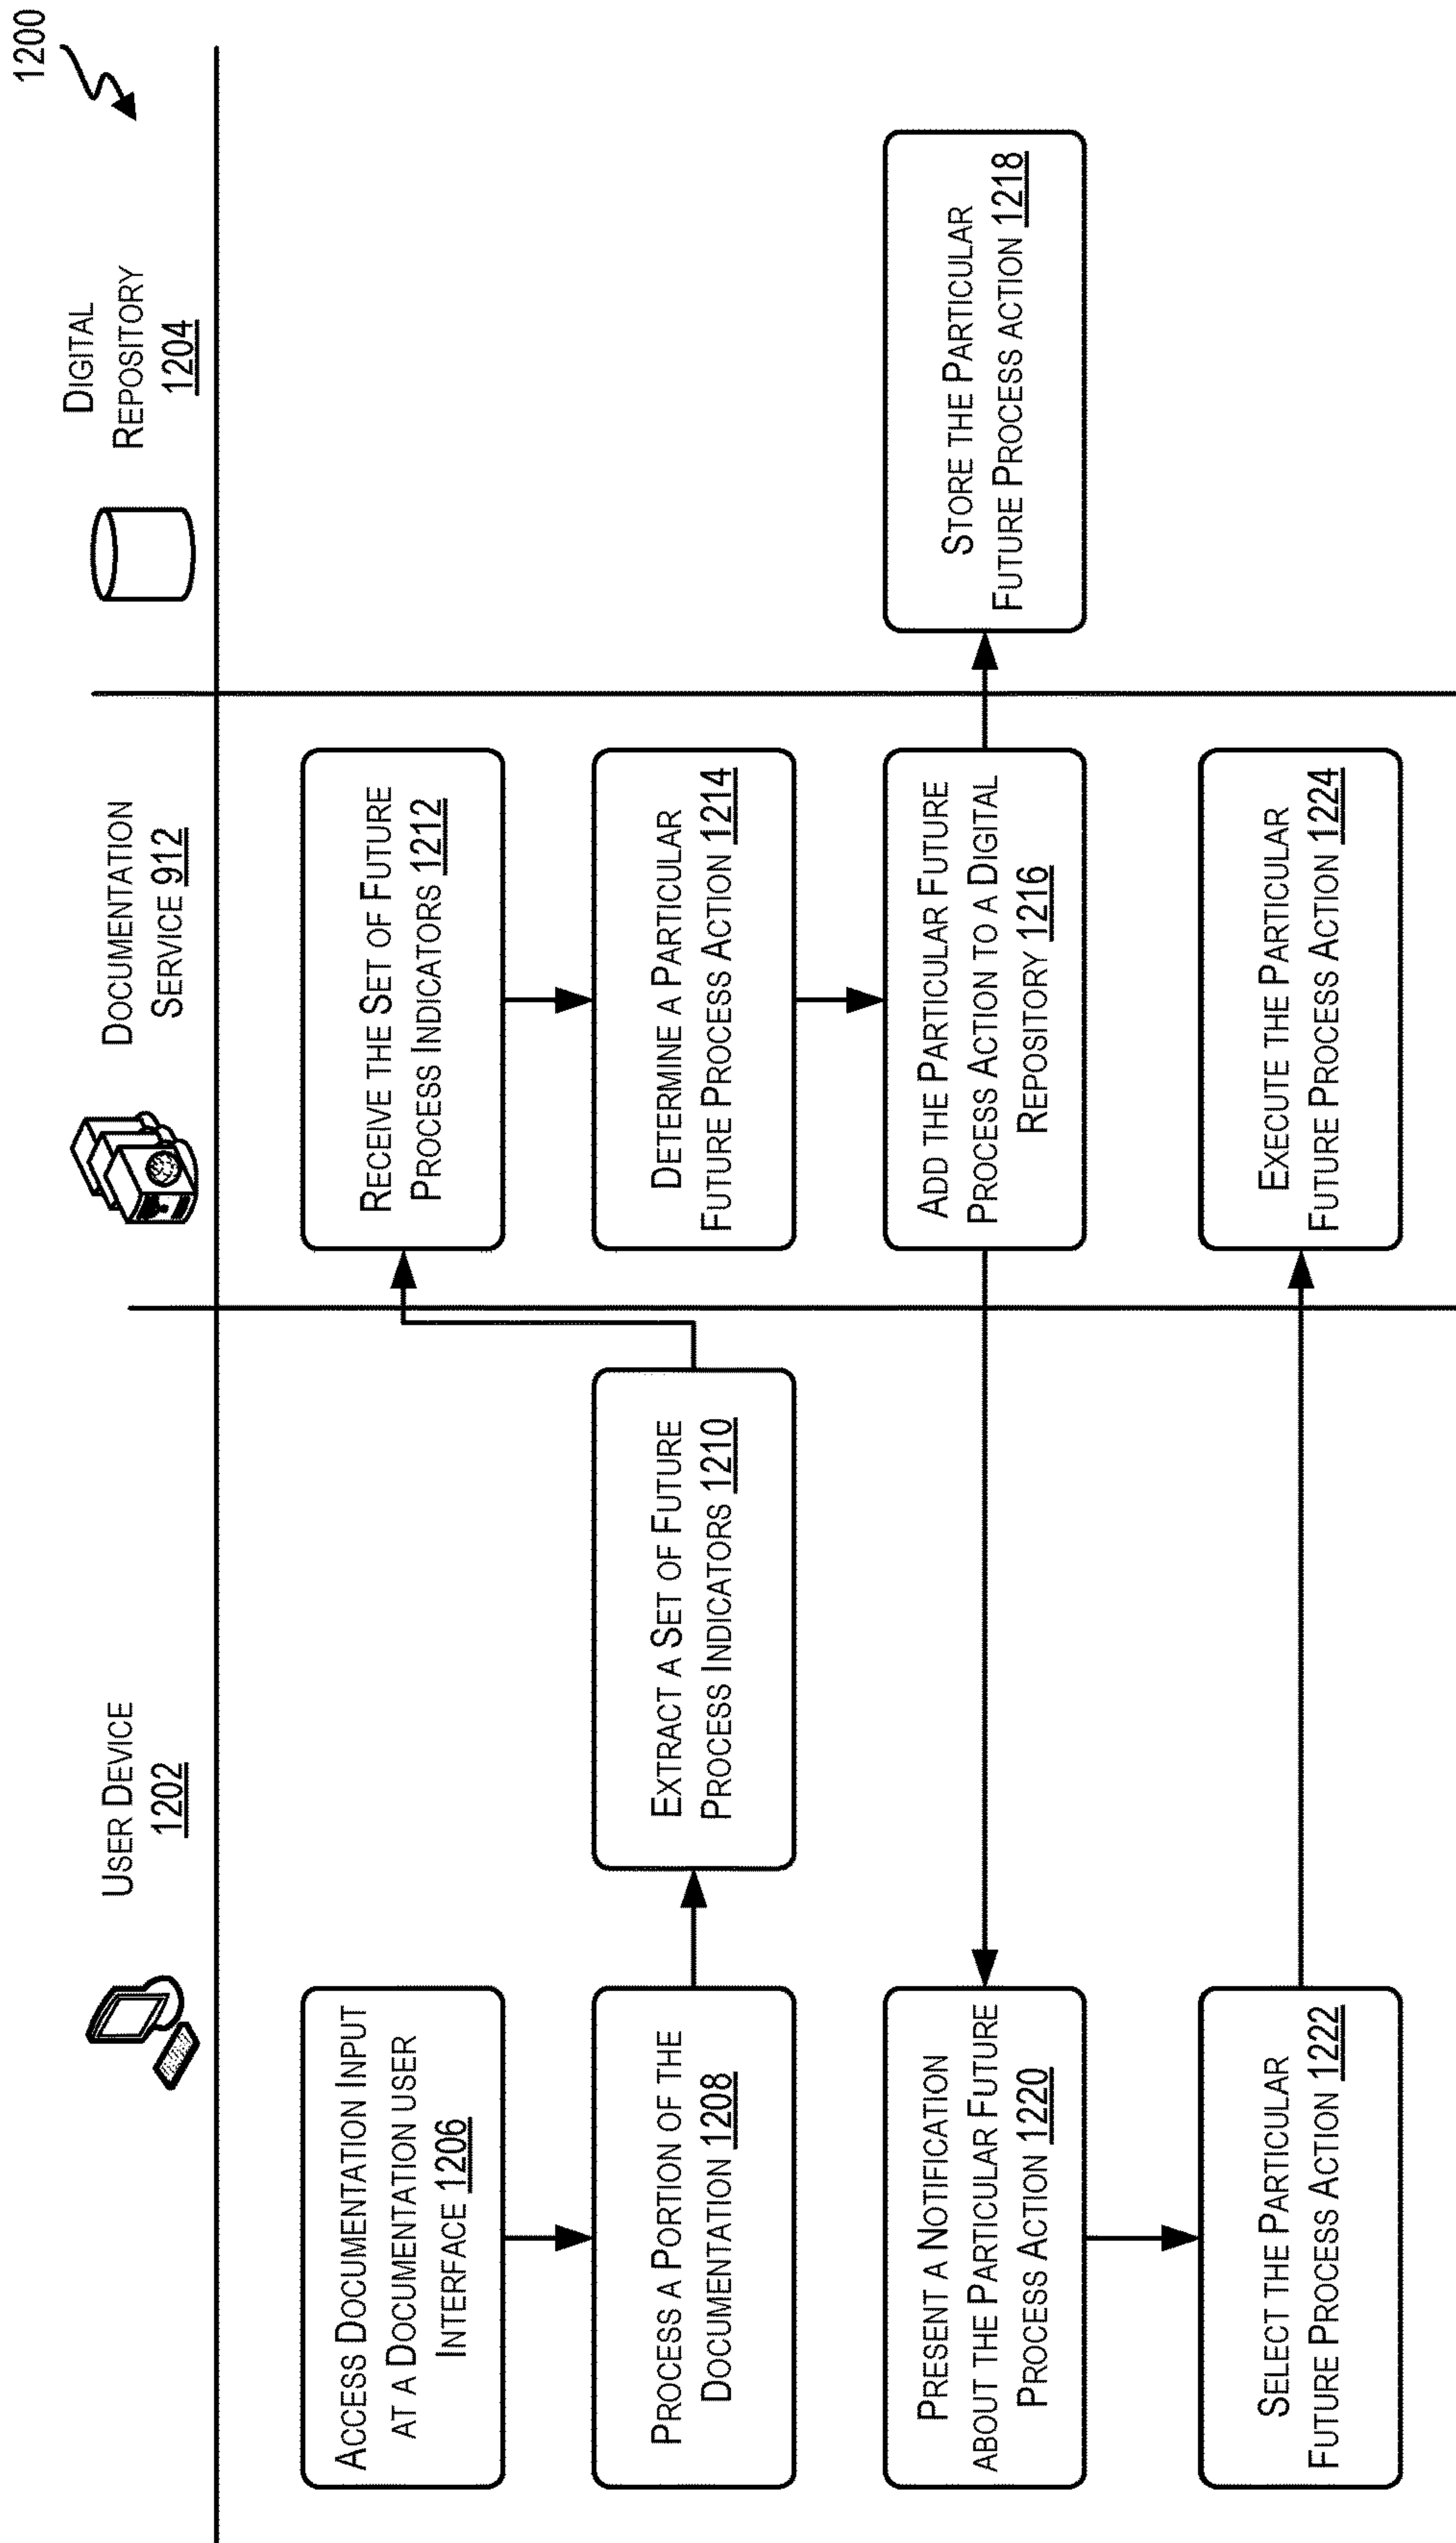 1200
USER DEVICE
1202
DOCUMENTATION
SERVICE 912
DIGITAL
REPOSITORY
1204
ACCESS DOCUMENTATION INPUT
AT A DOCUMENTATION USER
INTERFACE 1206
PROCESS A PORTION OF THE
DOCUMENTATION 1208
EXTRACT A SET OF FUTURE
PROCESS INDICATORS 1210
RECEIVE THE SET OF FUTURE
PROCESS INDICATORS 1212
DETERMINE A PARTICULAR
FUTURE PROCESS ACTION 1214
ADD THE PARTICULAR FUTURE
PROCESS ACTION TO A DIGITAL
REPOSITORY 1216
STORE THE PARTICULAR
FUTURE PROCESS ACTION 1218
PRESENT A NOTIFICATION
ABOUT THE PARTICULAR FUTURE
PROCESS ACTION 1220
SELECT THE PARTICULAR
FUTURE PROCESS ACTION 1222
EXECUTE THE PARTICULAR
FUTURE PROCESS ACTION 1224